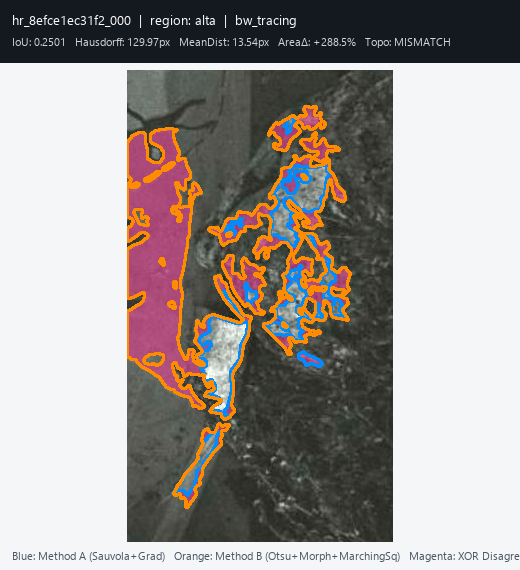 hr_8efce1ec31f2_000 | region: alta | bw_tracing
IoU: 0.2501 Hausdorff: 129.97px MeanDist: 13.54px AreaΔ: +288.5% Topo: MISMATCH
Blue: Method A (Sauvola+Grad) Orange: Method B (Otsu+Morph+MarchingSq) Magenta: XOR Disagre